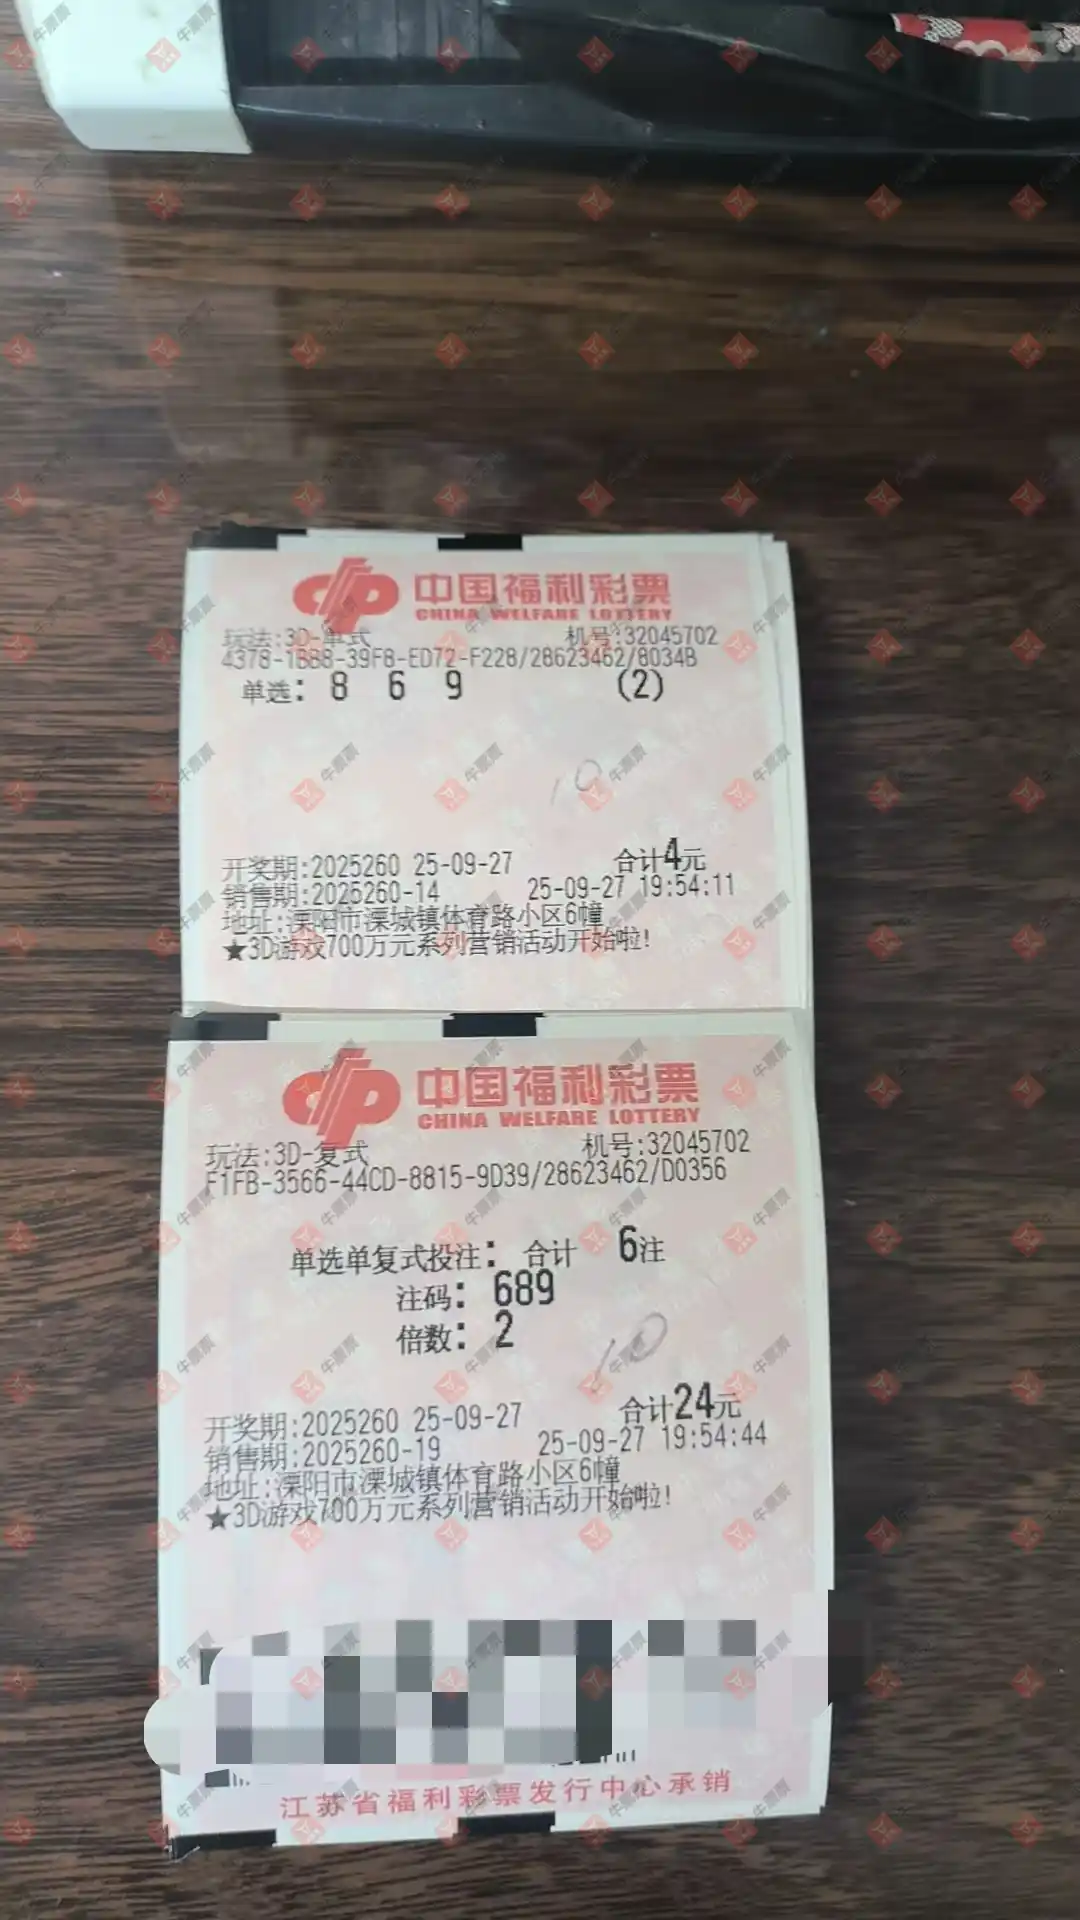 中国福利彩票
CHINA WELFARE LOTTERY
玩法:3D-单式 机号:32045702
4378-1B88-39F8-ED72-F228/28623462/8034B
单选: 8 6 9 (2)
10
开奖期:2025260 25-09-27 合计4元
销售期:2025260-14 25-09-27 19:54:11
地址:溧阳市溧城镇体育路小区6幢
★3D游戏700万元系列营销活动开始啦!
中国福利彩票
CHINA WELFARE LOTTERY
玩法:3D-复式 机号:32045702
F1FB-3566-44CD-8815-9D39/28623462/D0356
单选单复式投注: 合计 6注
注码: 689
倍数: 2
10
开奖期:2025260 25-09-27 合计24元
销售期:2025260-19 25-09-27 19:54:44
地址:溧阳市溧城镇体育路小区6幢
★3D游戏700万元系列营销活动开始啦!
江苏省福利彩票发行中心承销